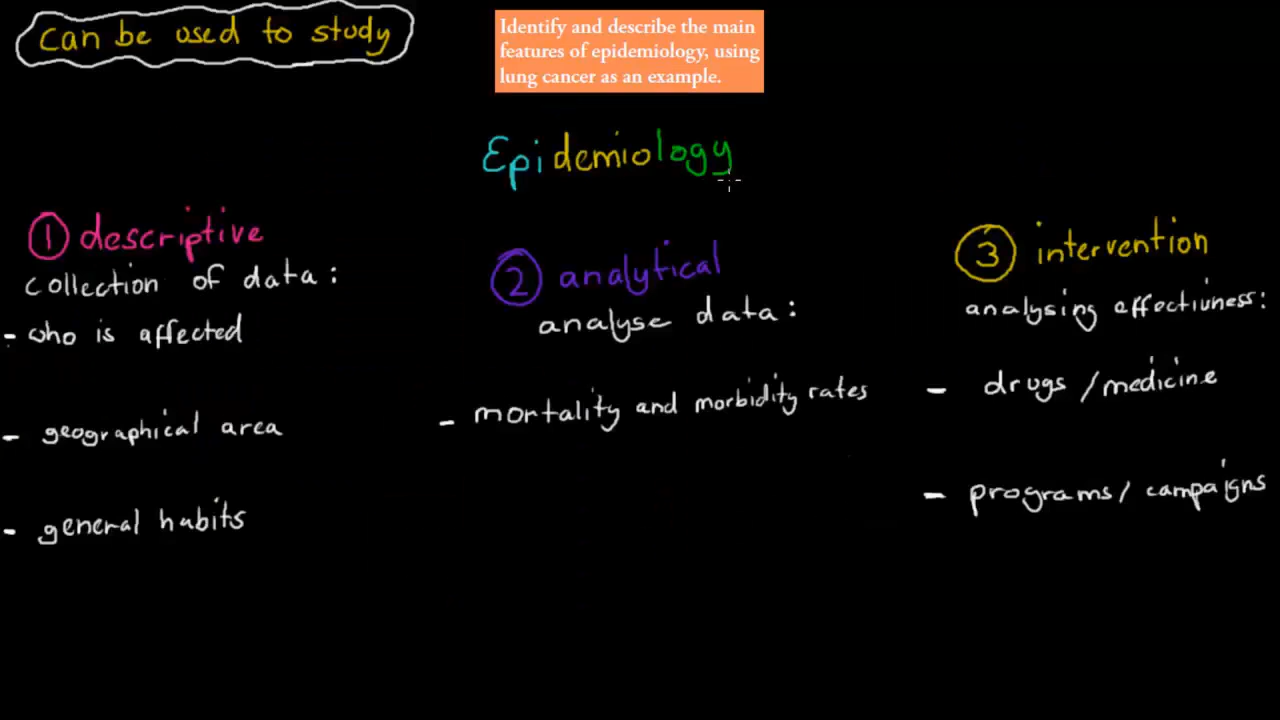 can be used to study
Identify and describe the main
features of epidemiology, using
lung cancer as an example.
Epidemiology
1 descriptive
collection of data:
- who is affected
- geographical area
- general habits
2 analytical
analyse data:
- mortality and morbidity rates
3 intervention
analysing effectivness:
- drugs / medicine
- programs / campaigns